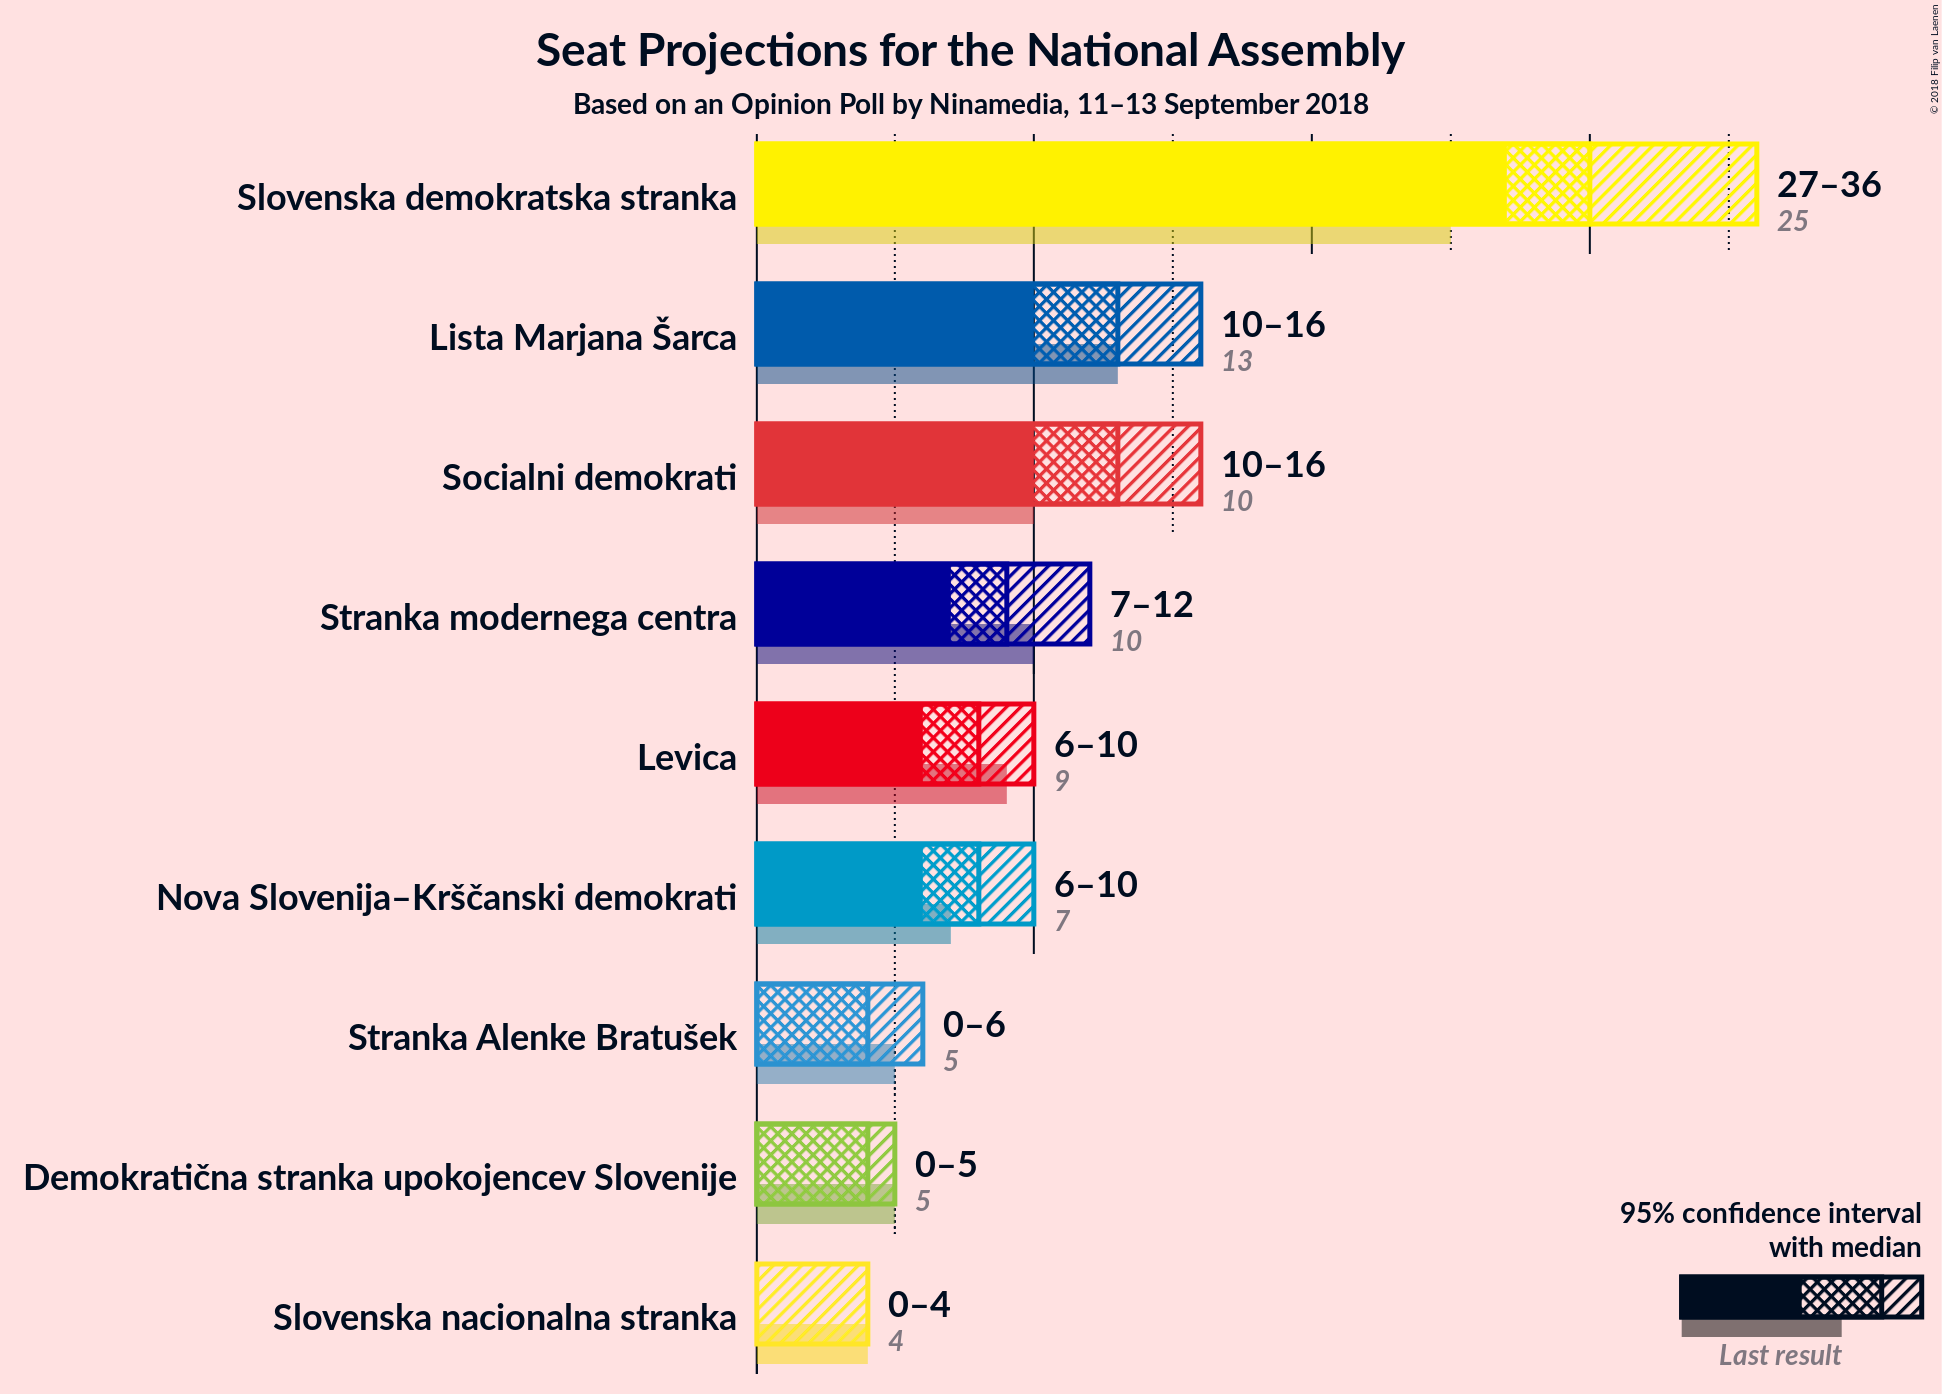 Seat Projections for the National Assembly
Based on an Opinion Poll by Ninamedia, 11–13 September 2018
© 2018 Filip van Laenen
Slovenska demokratska stranka
27–36
25
Lista Marjana Šarca
10–16
13
Socialni demokrati
10–16
10
Stranka modernega centra
7–12
10
Levica
6–10
9
Nova Slovenija–Krščanski demokrati
6–10
7
Stranka Alenke Bratušek
0–6
5
Demokratična stranka upokojencev Slovenije
0–5
5
Slovenska nacionalna stranka
0–4
4
95% confidence interval
with median
Last result